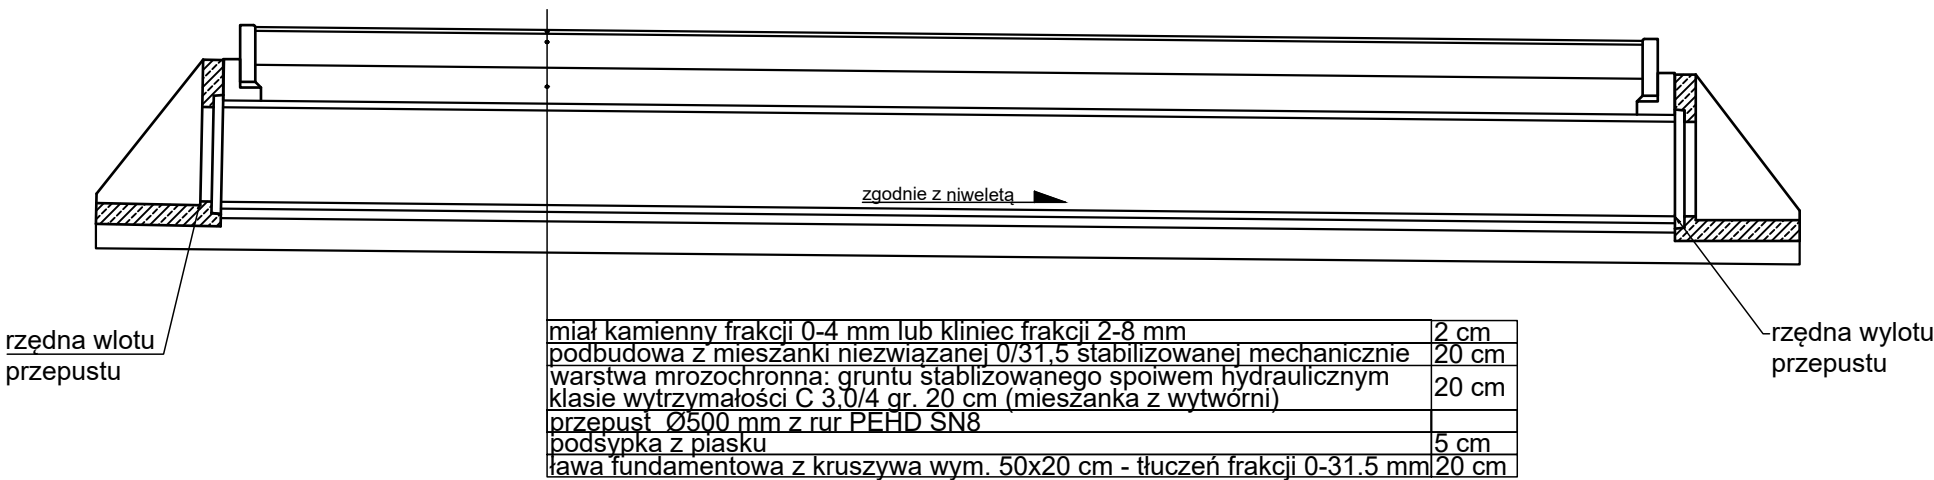 zgodnie z niweletą
rzędna wlotu
przepustu
miał kamienny frakcji 0-4 mm lub kliniec frakcji 2-8 mm 2 cm
podbudowa z mieszanki niezwiązanej 0/31,5 stabilizowanej mechanicznie 20 cm
warstwa mrozochronna: gruntu stablizowanego spoiwem hydraulicznym
klasie wytrzymałości C 3,0/4 gr. 20 cm (mieszanka z wytwórni) 20 cm
przepust Ø500 mm z rur PEHD SN8
podsypka z piasku 5 cm
ława fundamentowa z kruszywa wym. 50x20 cm - tłuczeń frakcji 0-31.5 mm 20 cm
rzędna wylotu
przepustu